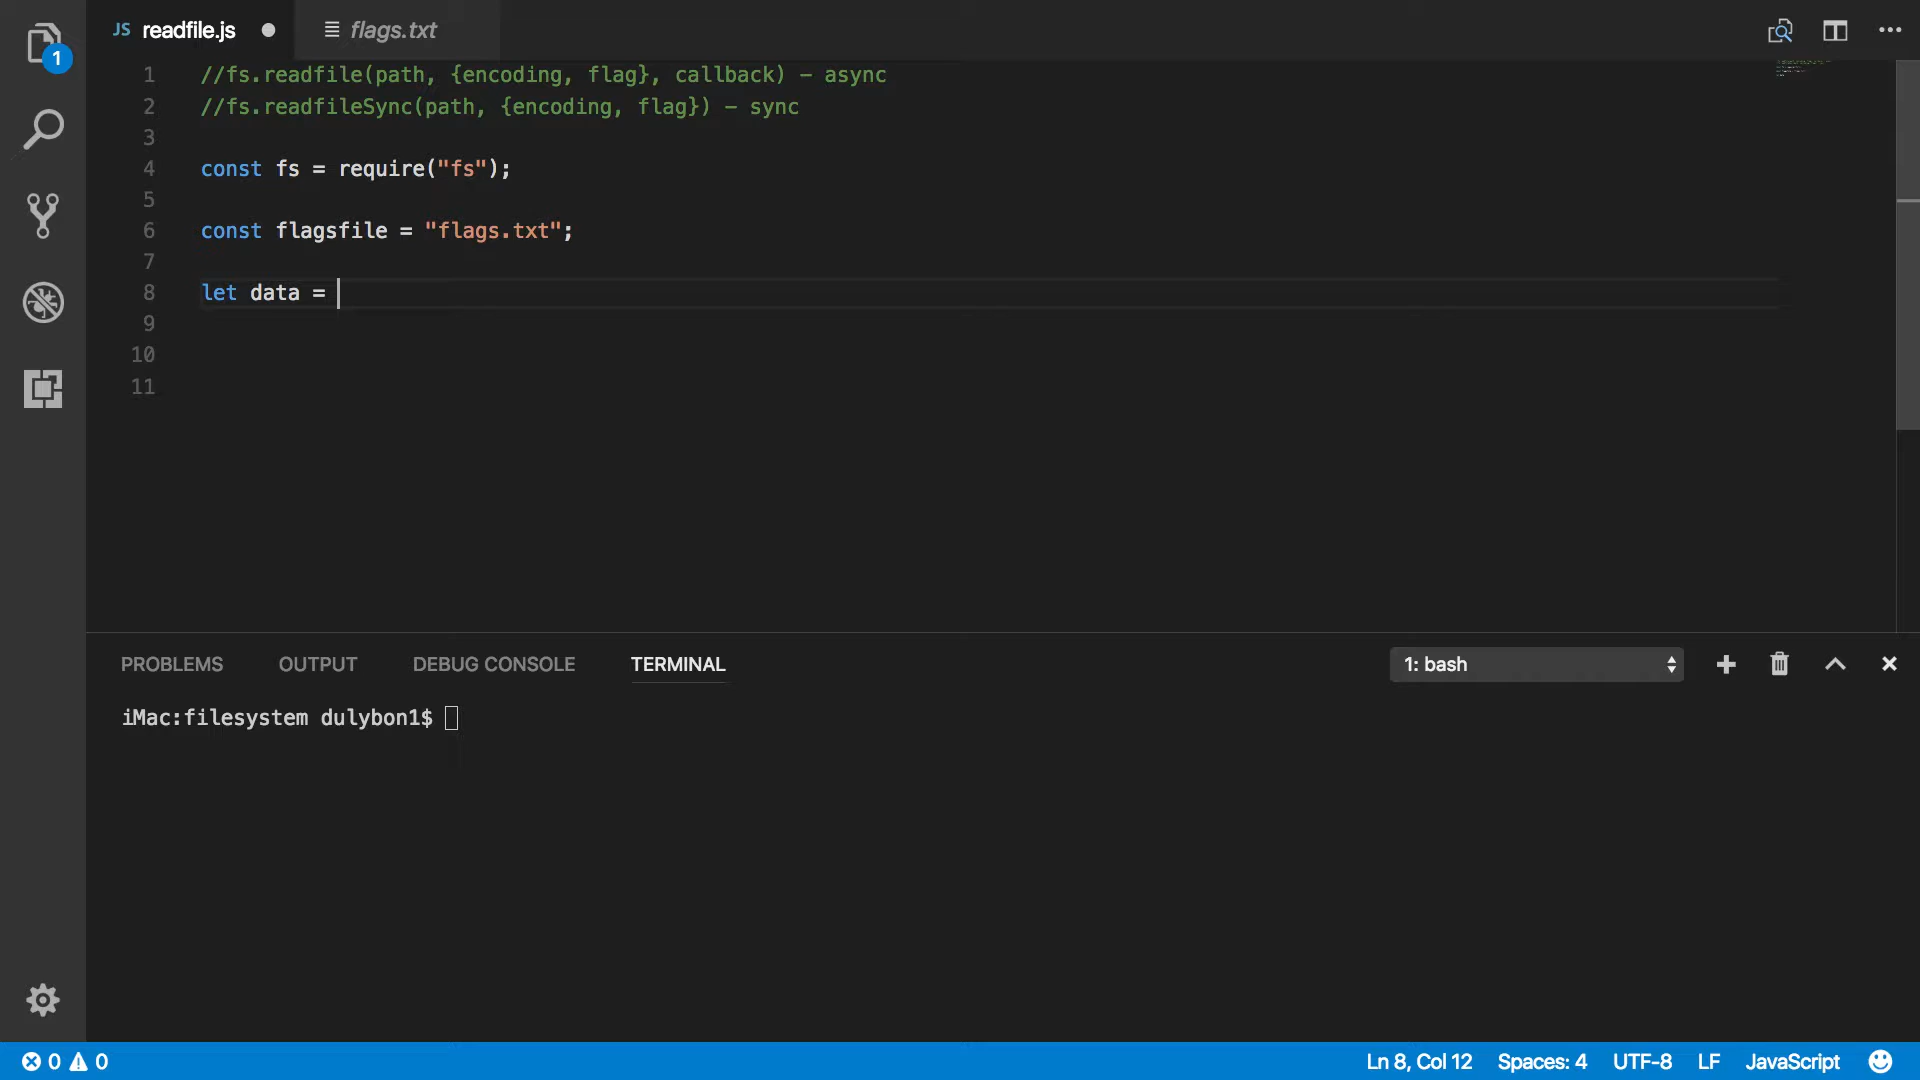 JS readfile.js flags.txt
1
1 //fs.readfile(path, {encoding, flag}, callback) – async
2 //fs.readfileSync(path, {encoding, flag}) – sync
3
4 const fs = require("fs");
5
6 const flagsfile = "flags.txt";
7
8 let data =
9
10
11
PROBLEMS OUTPUT DEBUG CONSOLE TERMINAL 1: bash
iMac:filesystem dulybon1$
0 0 Ln 8, Col 12 Spaces: 4 UTF-8 LF JavaScript